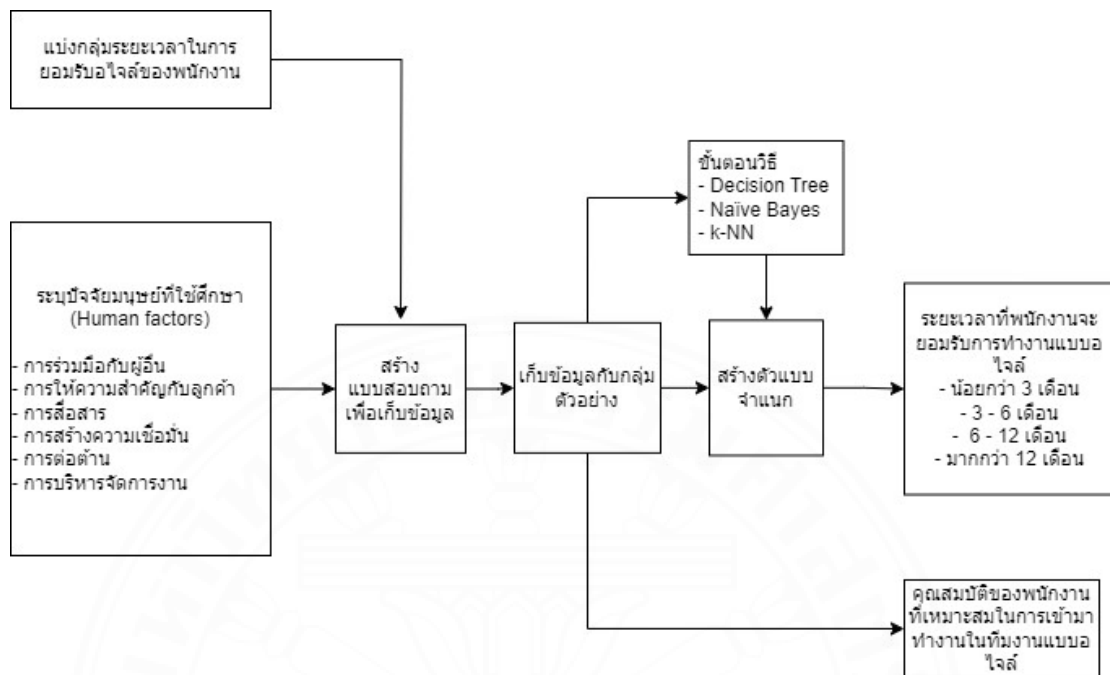 แบ่งกลุ่มระยะเวลาในการ
ยอมรับอไจล์ของพนักงาน
ขั้นตอนวิธี
- Decision Tree
- Naïve Bayes
- k-NN
ระบุปัจจัยมนุษย์ที่ใช้ศึกษา
(Human factors)
- การร่วมมือกับผู้อื่น
- การให้ความสำคัญกับลูกค้า
- การสื่อสาร
- การสร้างความเชื่อมั่น
- การต่อต้าน
- การบริหารจัดการงาน
สร้าง
แบบสอบถาม
เพื่อเก็บข้อมูล
เก็บข้อมูลกับกลุ่ม
ตัวอย่าง
สร้างตัวแบบ
จำแนก
ระยะเวลาที่พนักงานจะ
ยอมรับการทำงานแบบอ
ไจล์
- น้อยกว่า 3 เดือน
- 3 - 6 เดือน
- 6 - 12 เดือน
- มากกว่า 12 เดือน
คุณสมบัติของพนักงาน
ที่เหมาะสมในการเข้ามา
ทำงานในทีมงานแบบอ
ไจล์